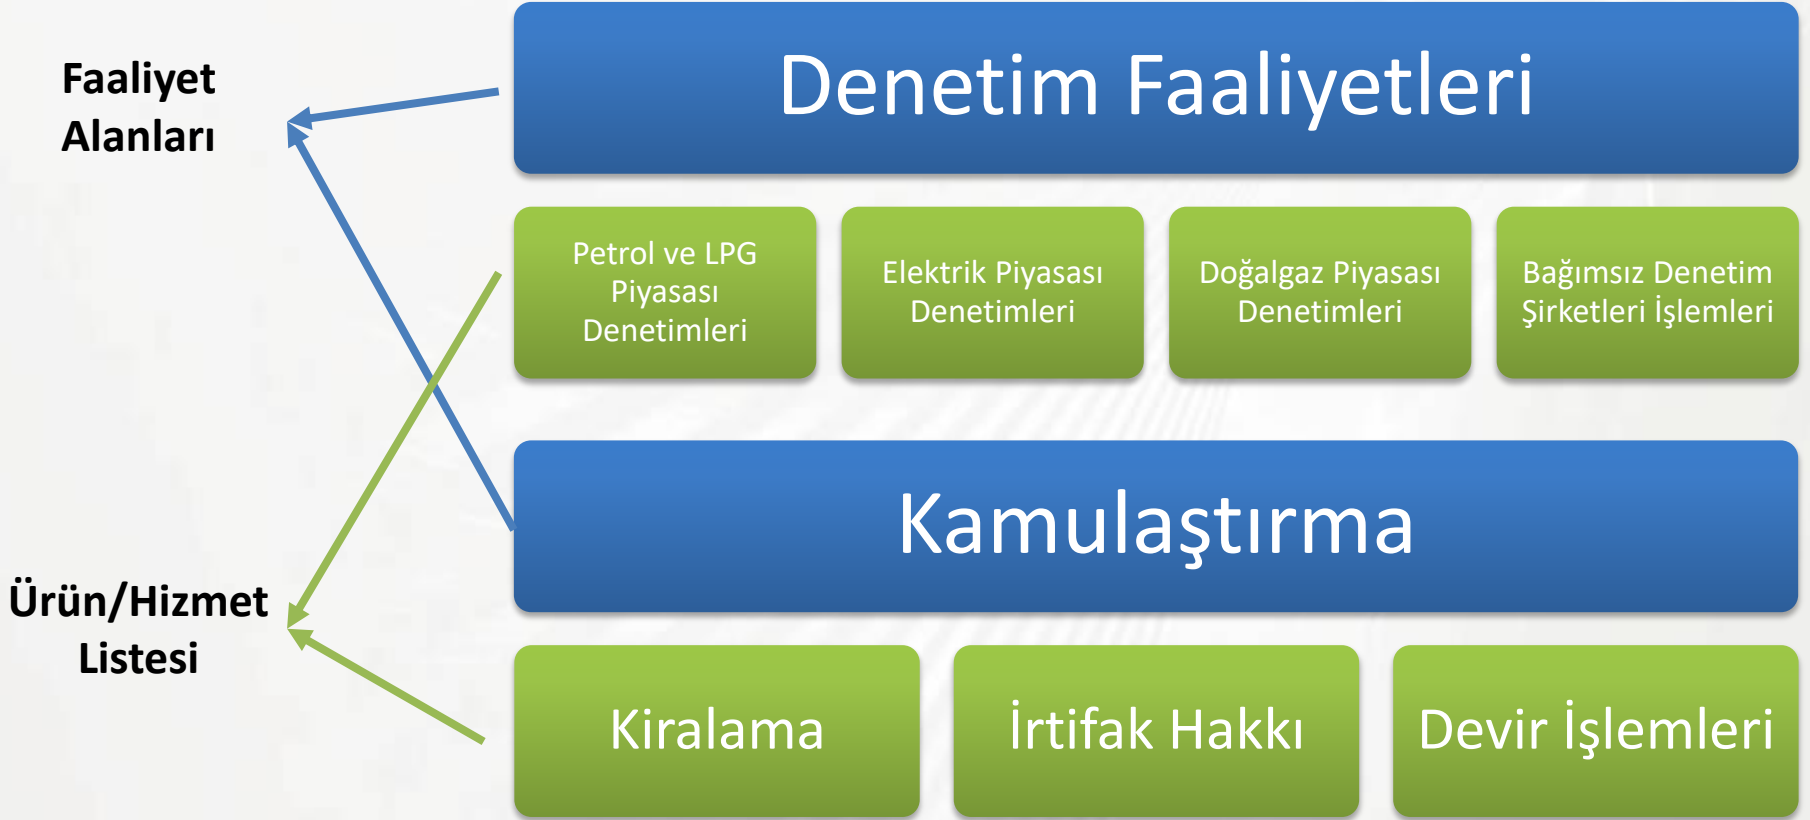 Faaliyet
Alanları
Denetim Faaliyetleri
Petrol ve LPG
Piyasası
Denetimleri
Elektrik Piyasası
Denetimleri
Doğalgaz Piyasası
Denetimleri
Bağımsız Denetim
Şirketleri İşlemleri
Kamulaştırma
Ürün/Hizmet
Listesi
Kiralama
İrtifak Hakkı
Devir İşlemleri